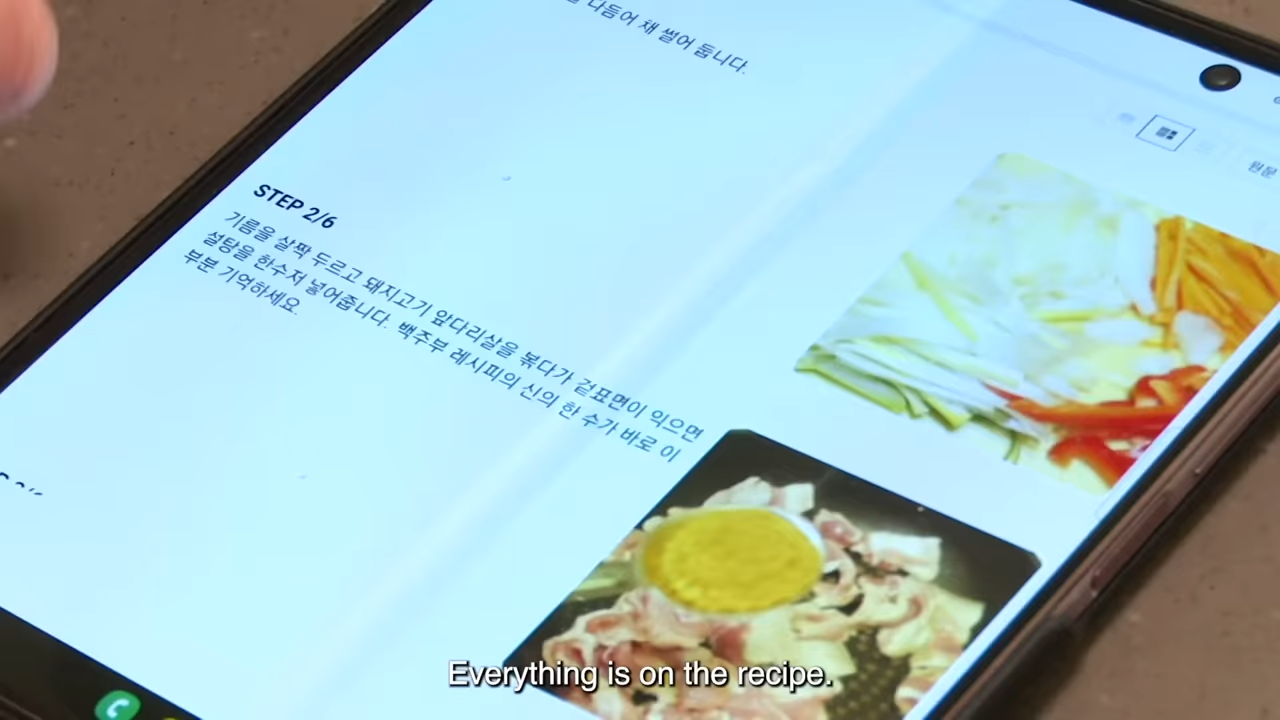 다듬어 채 썰어 둡니다.
원문
STEP 2/6
기름을 살짝 두르고 돼지고기 앞다리살을 볶다가 겉표면이 익으면
설탕을 한수저 넣어줍니다. 백주부 레시피의 신의 한 수가 바로 이
부분 기억하세요.
Everything is on the recipe.